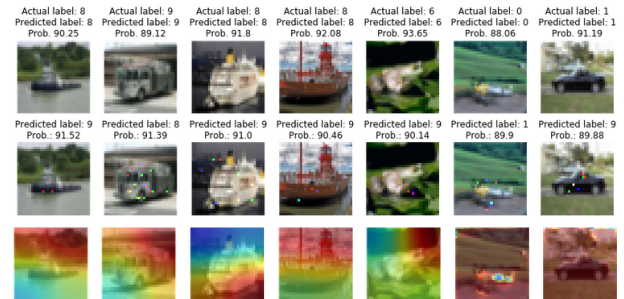 Actual label: 8 Actual label: 9 Actual label: 8 Actual label: 8 Actual label: 6 Actual label: 0 Actual label: 1
Predicted label: 8 Predicted label: 9 Predicted label: 8 Predicted label: 8 Predicted label: 6 Predicted label: 0 Predicted label: 1
Prob. 90.25 Prob. 89.12 Prob. 91.8 Prob. 92.08 Prob. 93.65 Prob. 88.06 Prob. 91.19
Predicted label: 9 Predicted label: 8 Predicted label: 9 Predicted label: 9 Predicted label: 9 Predicted label: 1 Predicted label: 9
Prob.: 91.52 Prob.: 91.39 Prob.: 91.0 Prob.: 90.46 Prob.: 90.14 Prob.: 89.9 Prob.: 89.88